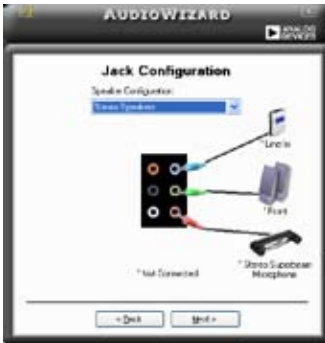 AUDIOWIZARD
ANALOG
DEVICES
Jack Configuration
Speaker Configuration:
Stereo Speakers
*Line In
*Front
*Stereo Superbeam
Microphone
*Not Connected
< Back
Next >